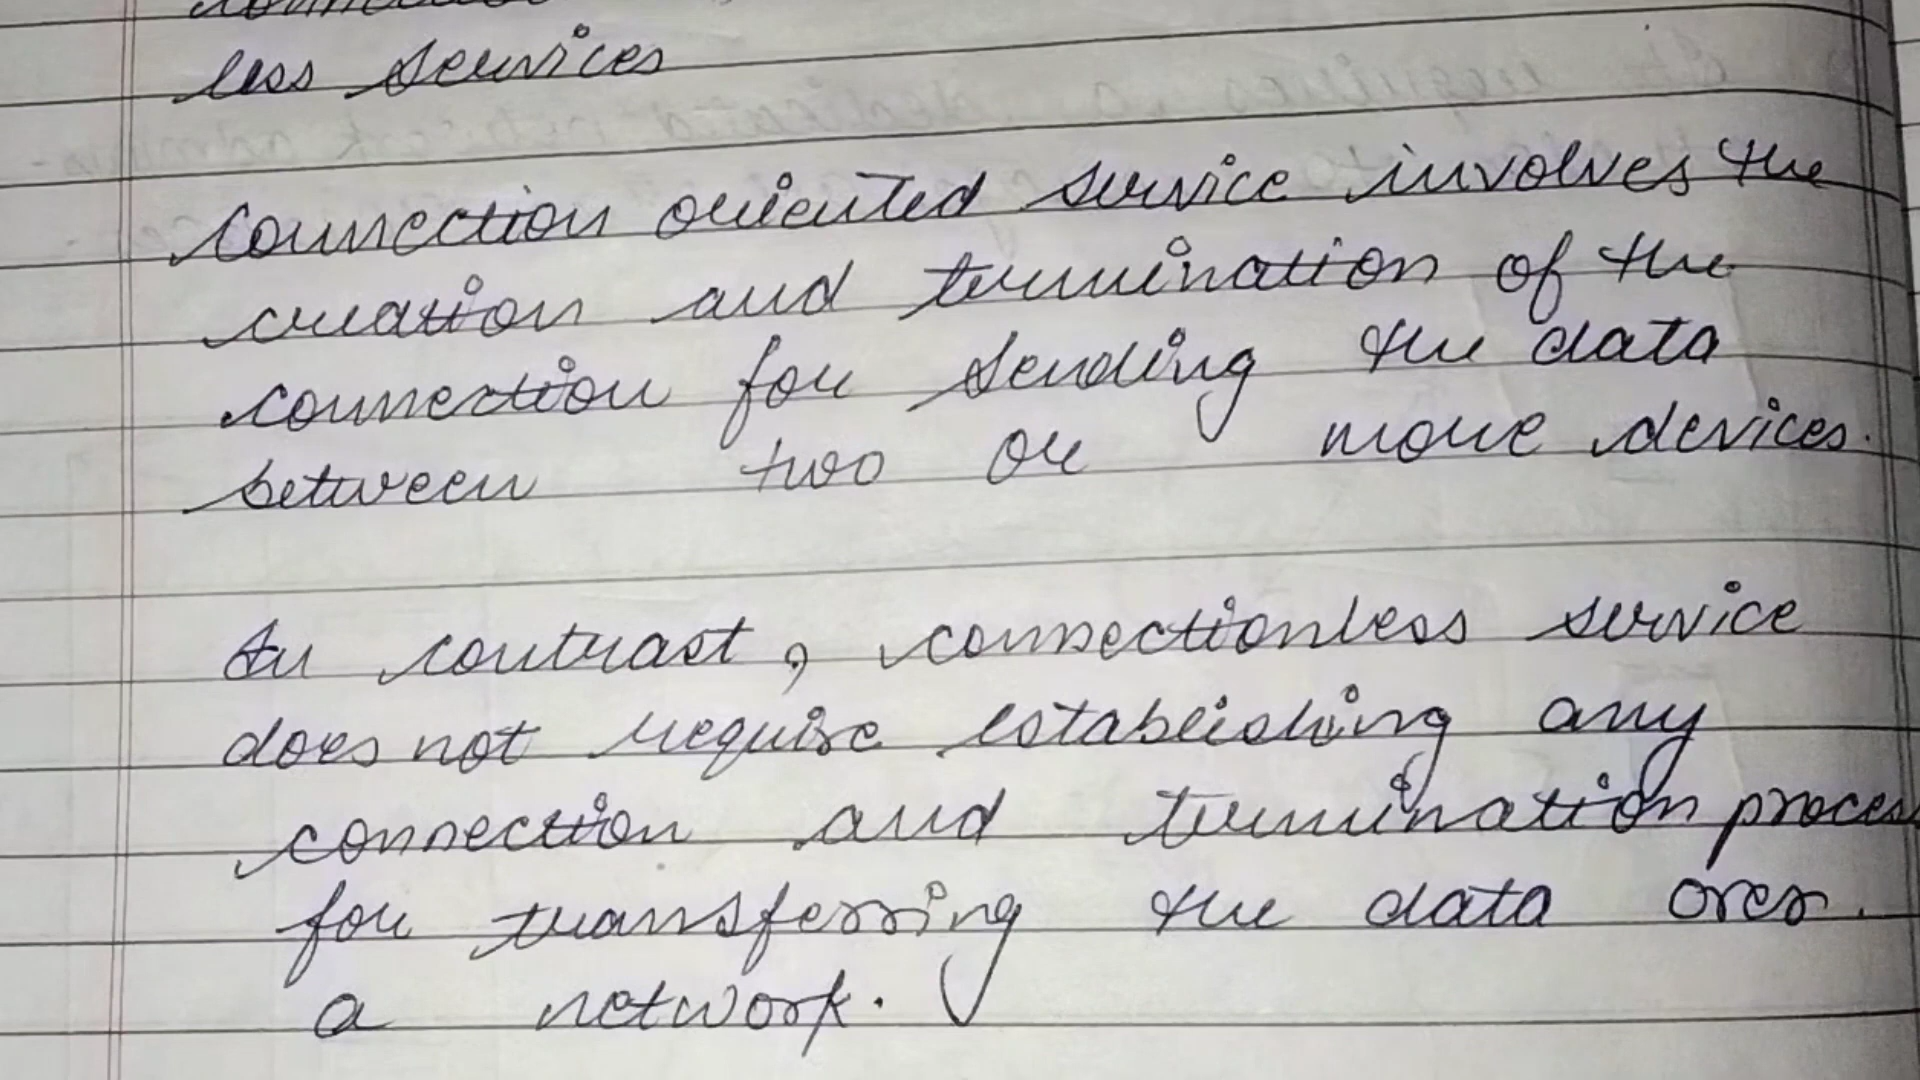 less services
Connection oriented service involves the
creation and termination of the
connection for sending the data
between two or more devices.
In contrast, connectionless service
does not require establishing any
connection and termination process
for transferring the data over
a network.